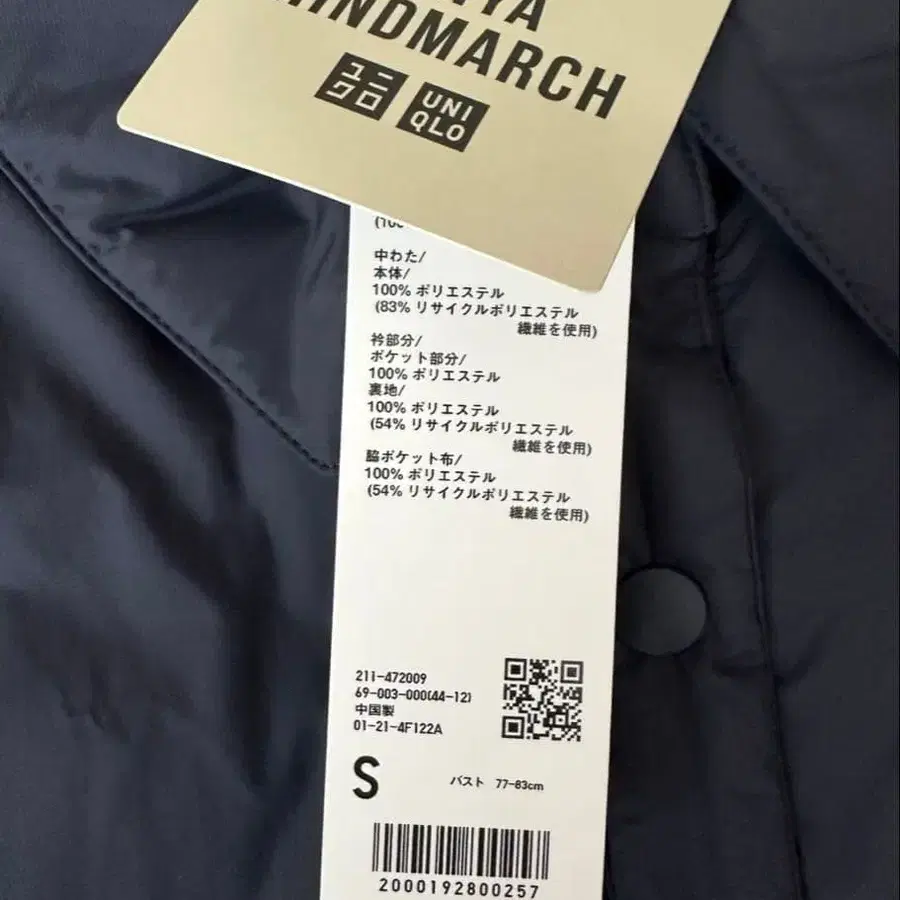 HINDMARCH
ユニクロ
UNIQLO
中わた/
本体/
100% ポリエステル
(83% リサイクルポリエステル
繊維を使用)
衿部分/
ポケット部分/
100% ポリエステル
裏地/
100% ポリエステル
(54% リサイクルポリエステル
繊維を使用)
脇ポケット布/
100% ポリエステル
(54% リサイクルポリエステル
繊維を使用)
211-472009
69-003-000(44-12)
中国製
01-21-4F122A
S
バスト 77-83cm
2000192800257